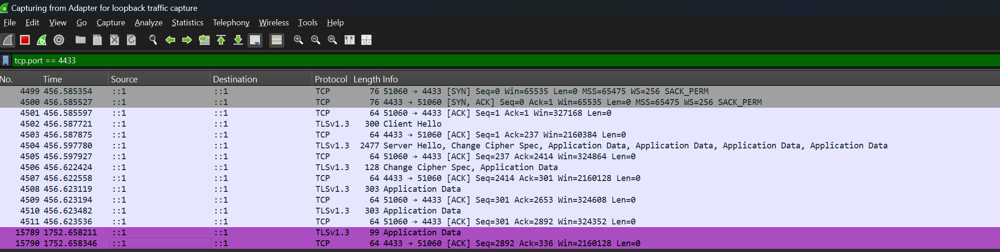 Capturing from Adapter for loopback traffic capture
File Edit View Go Capture Analyze Statistics Telephony Wireless Tools Help
tcp.port == 4433
No. Time Source Destination Protocol Length Info
4499 456.585354 ::1 ::1 TCP 76 51060 → 4433 [SYN] Seq=0 Win=65535 Len=0 MSS=65475 WS=256 SACK_PERM
4500 456.585527 ::1 ::1 TCP 76 4433 → 51060 [SYN, ACK] Seq=0 Ack=1 Win=65535 Len=0 MSS=65475 WS=256 SACK_PERM
4501 456.585597 ::1 ::1 TCP 64 51060 → 4433 [ACK] Seq=1 Ack=1 Win=327168 Len=0
4502 456.587721 ::1 ::1 TLSv1.3 300 Client Hello
4503 456.587875 ::1 ::1 TCP 64 4433 → 51060 [ACK] Seq=1 Ack=237 Win=2160384 Len=0
4504 456.597780 ::1 ::1 TLSv1.3 2477 Server Hello, Change Cipher Spec, Application Data, Application Data, Application Data, Application Data
4505 456.597927 ::1 ::1 TCP 64 51060 → 4433 [ACK] Seq=237 Ack=2414 Win=324864 Len=0
4506 456.622424 ::1 ::1 TLSv1.3 128 Change Cipher Spec, Application Data
4507 456.622558 ::1 ::1 TCP 64 4433 → 51060 [ACK] Seq=2414 Ack=301 Win=2160128 Len=0
4508 456.623119 ::1 ::1 TLSv1.3 303 Application Data
4509 456.623194 ::1 ::1 TCP 64 51060 → 4433 [ACK] Seq=301 Ack=2653 Win=324608 Len=0
4510 456.623482 ::1 ::1 TLSv1.3 303 Application Data
4511 456.623536 ::1 ::1 TCP 64 51060 → 4433 [ACK] Seq=301 Ack=2892 Win=324352 Len=0
15789 1752.658211 ::1 ::1 TLSv1.3 99 Application Data
15790 1752.658346 ::1 ::1 TCP 64 4433 → 51060 [ACK] Seq=2892 Ack=336 Win=2160128 Len=0